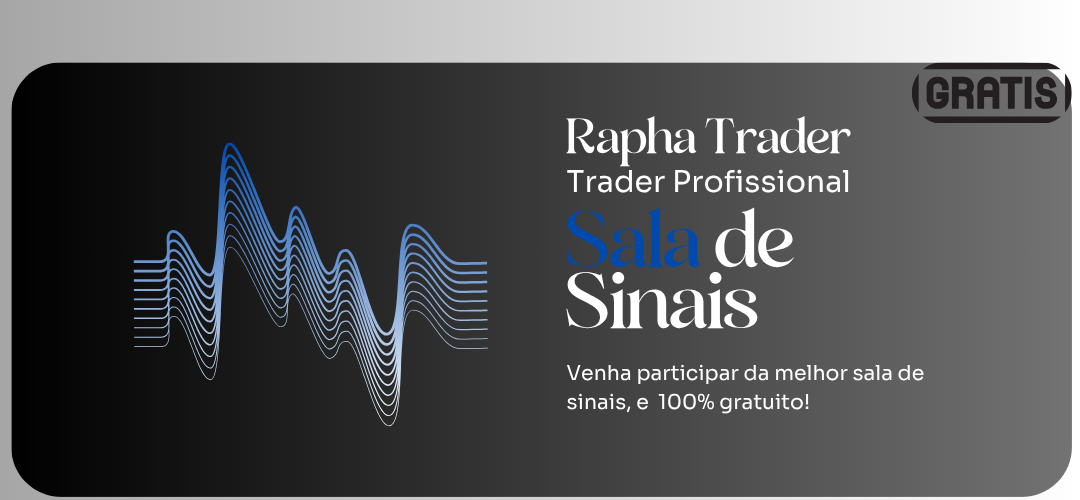 GRATIS
Rapha Trader
Trader Profissional
Sala de
Sinais
Venha participar da melhor sala de
sinais, e 100% gratuito!